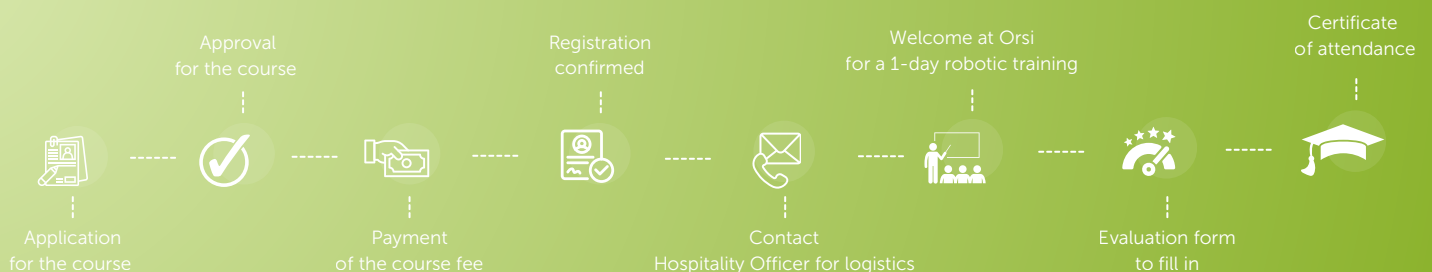 Application
for the course
Approval
for the course
Payment
of the course fee
Registration
confirmed
Contact
Hospitality Officer for logistics
Welcome at Orsi
for a 1-day robotic training
Evaluation form
to fill in
Certificate
of attendance